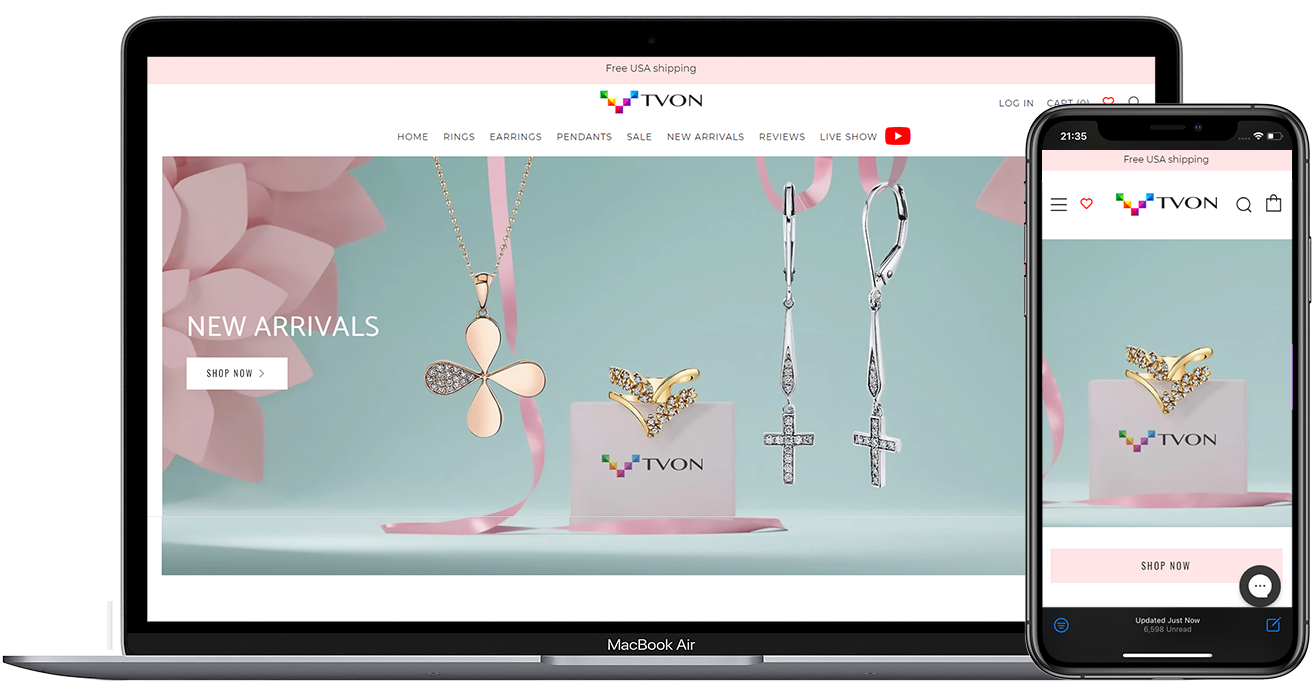 Free USA shipping
TVON
LOG IN CART (0)
HOME RINGS EARRINGS PENDANTS SALE NEW ARRIVALS REVIEWS LIVE SHOW
NEW ARRIVALS
SHOP NOW
TVON
MacBook Air
21:35
Free USA shipping
TVON
TVON
SHOP NOW
Updated Just Now
6,598 Unread